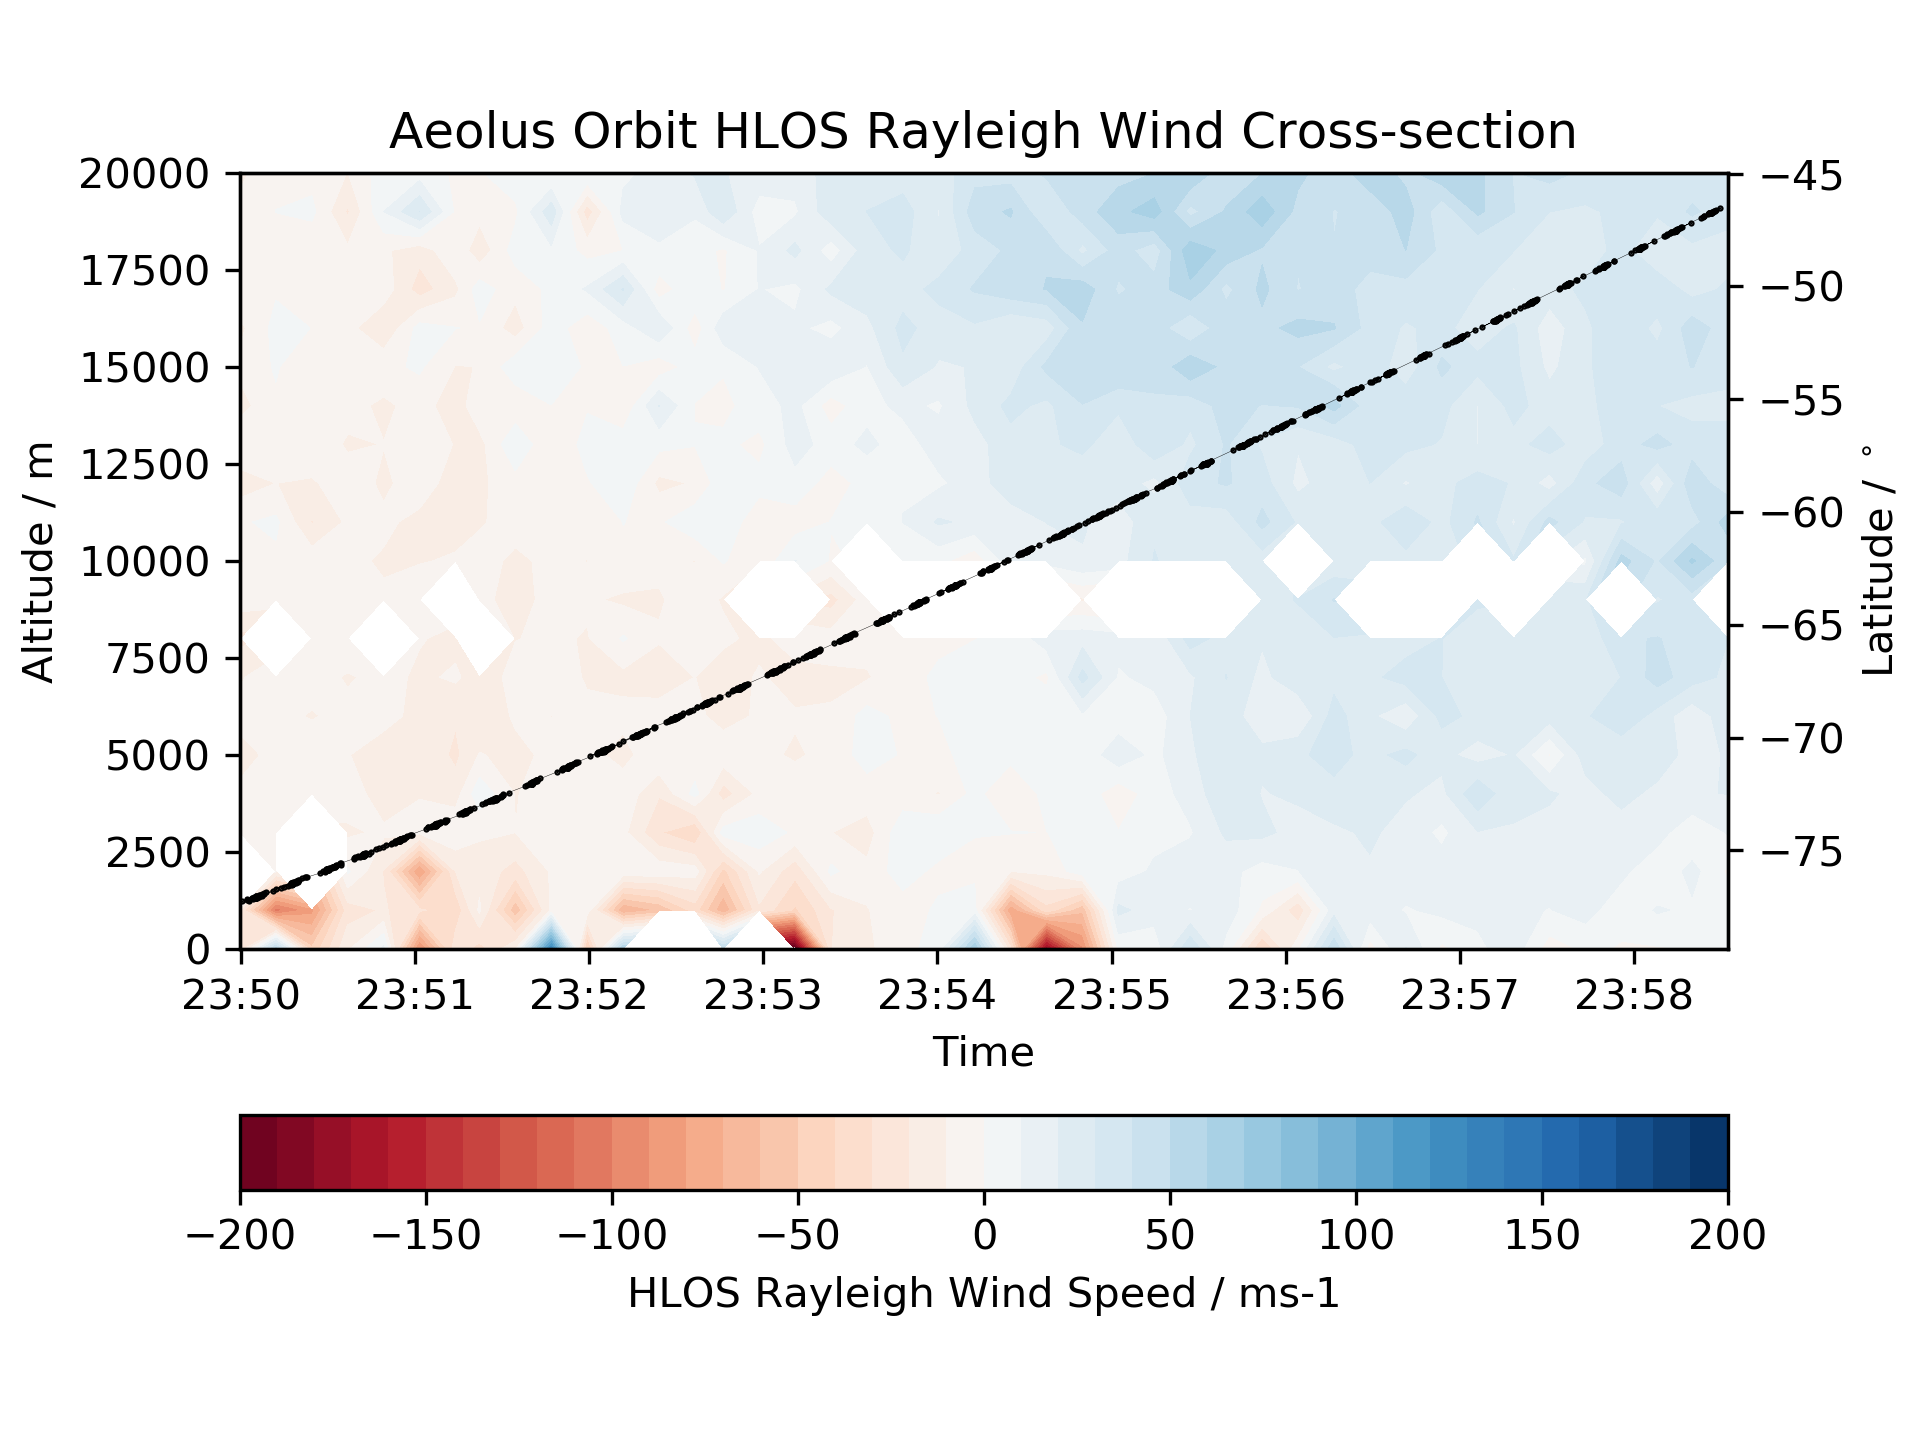 Aeolus Orbit HLOS Rayleigh Wind Cross-section
20000
17500
15000
12500
10000
7500
5000
2500
0
Altitude / m
−45
−50
−55
−60
−65
−70
−75
Latitude / °
23:50 23:51 23:52 23:53 23:54 23:55 23:56 23:57 23:58
Time
−200 −150 −100 −50 0 50 100 150 200
HLOS Rayleigh Wind Speed / ms-1